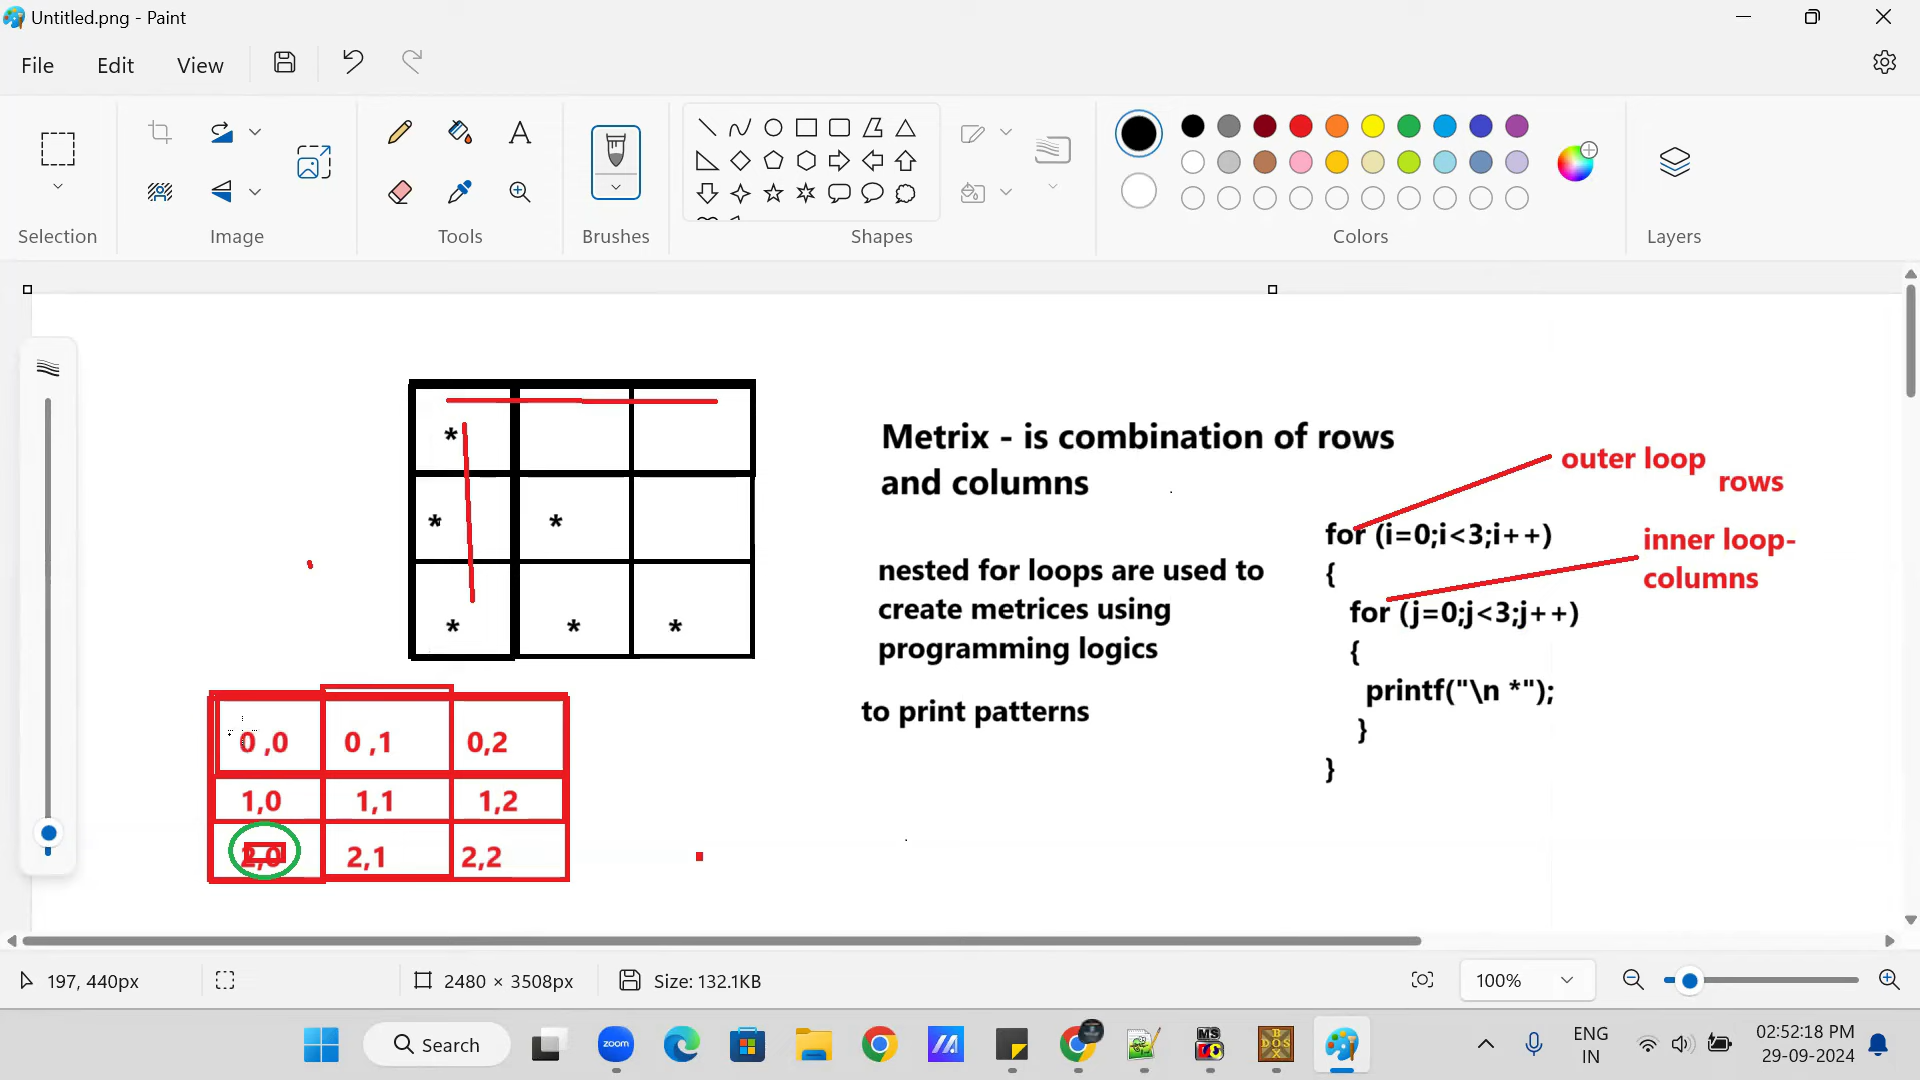 Untitled.png - Paint
File Edit View
Selection Image Tools Brushes Shapes Colors Layers
*
* *
* * *
Metrix - is combination of rows
and columns
nested for loops are used to
create metrices using
programming logics
to print patterns
outer loop
rows
for (i=0;i<3;i++)
{
inner loop-
columns
for (j=0;j<3;j++)
{
printf("\n *");
}
}
0 ,0 0 ,1 0,2
1,0 1,1 1,2
2,0 2,1 2,2
197, 440px 2480 × 3508px Size: 132.1KB 100%
Search
zoom
MS
DOS
B
X
ENG
IN
02:52:18 PM
29-09-2024